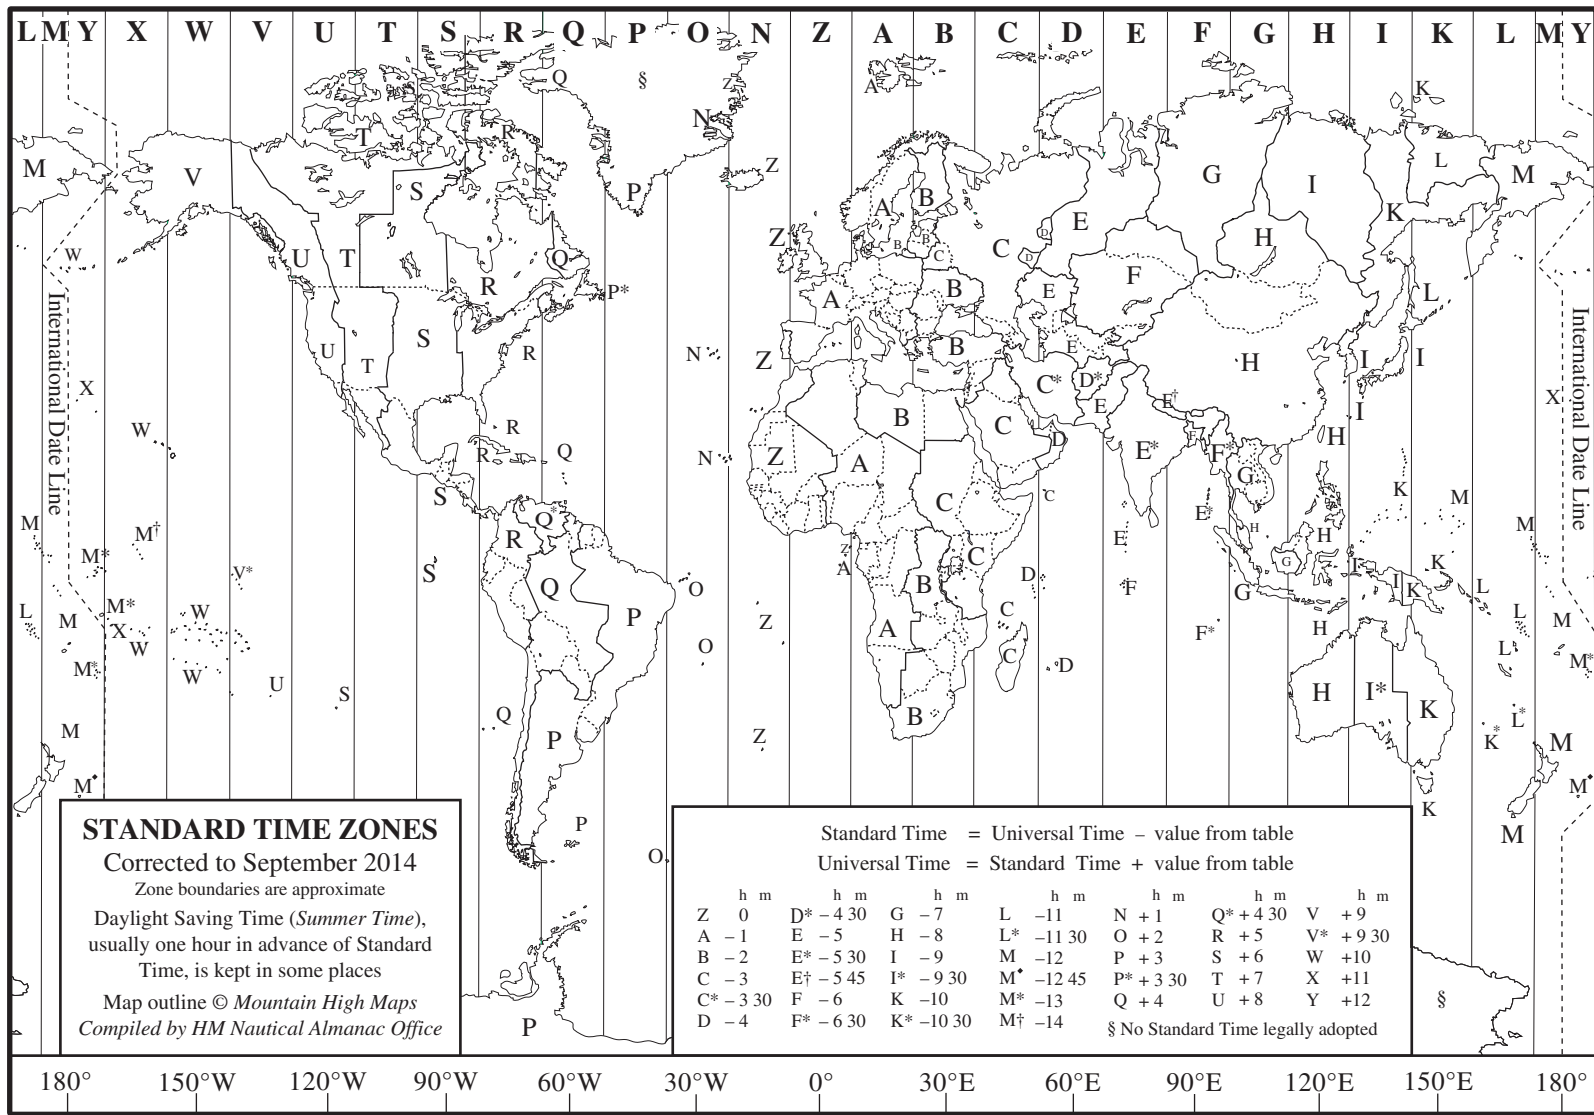 L M Y X W V U T S R Q P O N Z A B C D E F G H I K L M Y
Q § Z A K
N
T R
Z
M V S P A B G I L M
K
E
N B D H
W U T Q B C C D
R P* B E F L
A
S
U T R N Z B E H I K
X C* D* X
E E† I
W R B C H
R Q N Z A D E* F F*
G
S K M
M C
M† Q* C E* H M
R E H
M* Z
V* S A C K
Q O B D F G I I K L
M* P G
L M W Z A C L M
X F* H
W O C
M* W D M*
U S H I* K
Q B L*
M P Z K* M
M◆ M◆
K
P M
O
P
§
International Date Line
International Date Line
STANDARD TIME ZONES
Corrected to September 2014
Zone boundaries are approximate
Daylight Saving Time (Summer Time),
usually one hour in advance of Standard
Time, is kept in some places
Map outline © Mountain High Maps
Compiled by HM Nautical Almanac Office
Standard Time = Universal Time – value from table
Universal Time = Standard Time + value from table
h m h m h m h m h m h m h m
Z 0 D* – 4 30 G – 7 L –11 N + 1 Q* + 4 30 V + 9
A – 1 E – 5 H – 8 L* –11 30 O + 2 R + 5 V* + 9 30
B – 2 E* – 5 30 I – 9 M –12 P + 3 S + 6 W +10
C – 3 E† – 5 45 I* – 9 30 M◆ –12 45 P* + 3 30 T + 7 X +11
C* – 3 30 F – 6 K –10 M* –13 Q + 4 U + 8 Y +12
D – 4 F* – 6 30 K* –10 30 M† –14 § No Standard Time legally adopted
180° 150°W 120°W 90°W 60°W 30°W 0° 30°E 60°E 90°E 120°E 150°E 180°